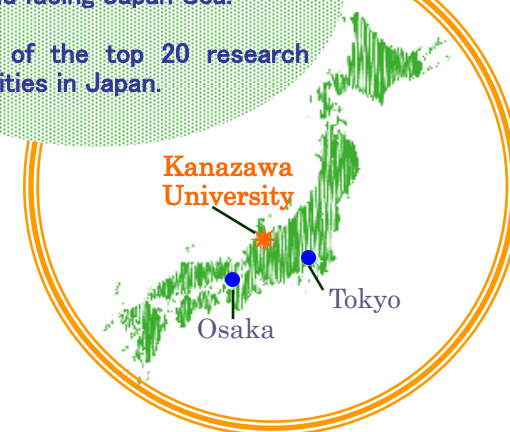 facing Japan Sea.
of the top 20 research
ities in Japan.
Kanazawa
University
Tokyo
Osaka